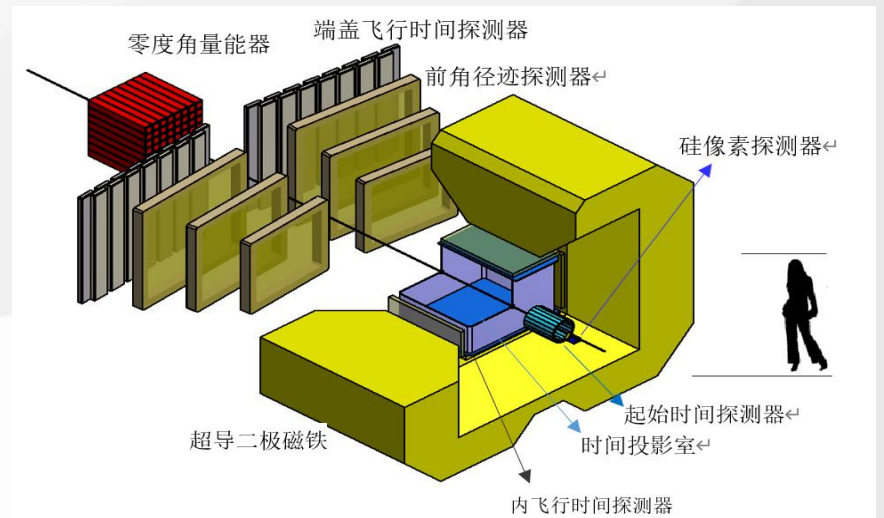 零度角量能器
端盖飞行时间探测器
前角径迹探测器↵
硅像素探测器↵
起始时间探测器↵
时间投影室↵
超导二极磁铁
内飞行时间探测器